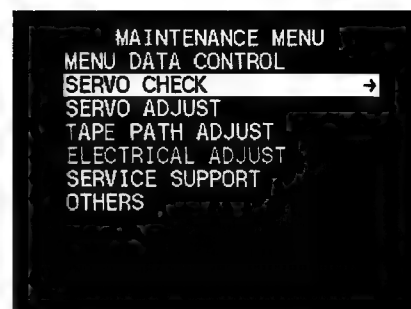 MAINTENANCE MENU
MENU DATA CONTROL
SERVO CHECK →
SERVO ADJUST
TAPE PATH ADJUST
ELECTRICAL ADJUST
SERVICE SUPPORT
OTHERS